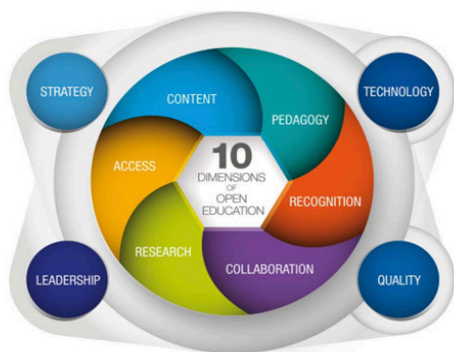 STRATEGY
TECHNOLOGY
CONTENT
PEDAGOGY
ACCESS
10
DIMENSIONS
OF
OPEN
EDUCATION
RECOGNITION
RESEARCH
COLLABORATION
LEADERSHIP
QUALITY